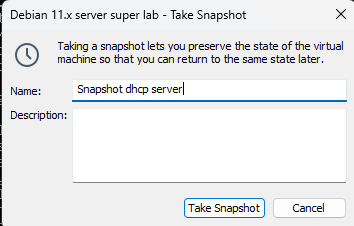 Debian 11.x server super lab - Take Snapshot
Taking a snapshot lets you preserve the state of the virtual
machine so that you can return to the same state later.
Name:
Snapshot dhcp server
Description:
Take Snapshot
Cancel